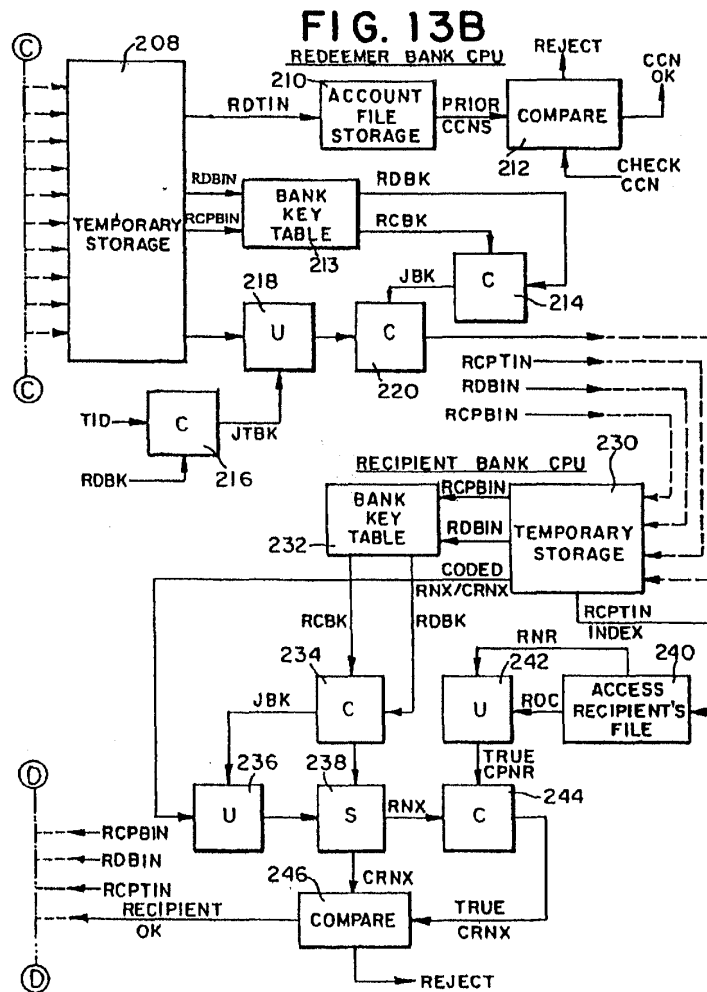 FIG. 13B
REDEEMER BANK CPU
C
208
TEMPORARY
STORAGE
RDTIN
210
ACCOUNT
FILE
STORAGE
PRIOR
CCNS
REJECT
COMPARE
212
CCN
OK
CHECK
CCN
RDBIN
RCPBIN
BANK
KEY
TABLE
213
RDBK
RCBK
C
214
JBK
218
U
C
220
C
TID
C
216
RDBK
JTBK
RCPTIN
RDBIN
RCPBIN
RECIPIENT BANK CPU
230
TEMPORARY
STORAGE
RCPBIN
RDBIN
BANK
KEY
TABLE
232
CODED
RNX/CRNX
RCPTIN
INDEX
RCBK
RDBK
234
C
JBK
RNR
242
U
ROC
240
ACCESS
RECIPIENT'S
FILE
TRUE
CPNR
236
U
238
S
RNX
C
244
D
RCPBIN
RDBIN
RCPTIN
RECIPIENT
OK
CRNX
246
COMPARE
TRUE
CRNX
REJECT
D